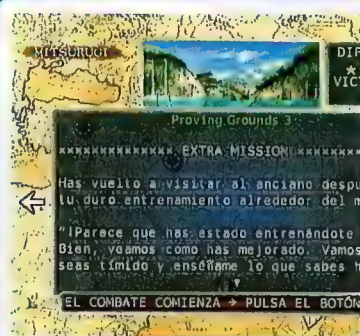 MITSURUGI
DIF
VIC
Proving Grounds 3
×××××××××××××× EXTRA MISSION ××××××××
Has vuelto a visitar al anciano desp
tu duro entrenamiento alrededor del m
"¡Parece que has estado entrenándote
Bien, veamos como has mejorado. Vamos
seas tímido y enséñame lo que sabes h
EL COMBATE COMIENZA → PULSA EL BOTÓN